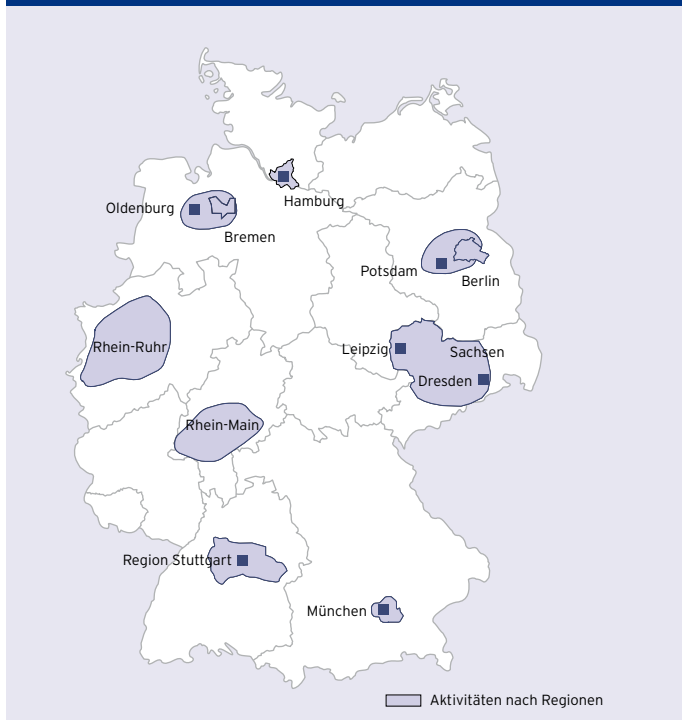 Hamburg
Oldenburg
Bremen
Potsdam
Berlin
Rhein-Ruhr
Leipzig
Sachsen
Dresden
Rhein-Main
Region Stuttgart
München
Aktivitäten nach Regionen